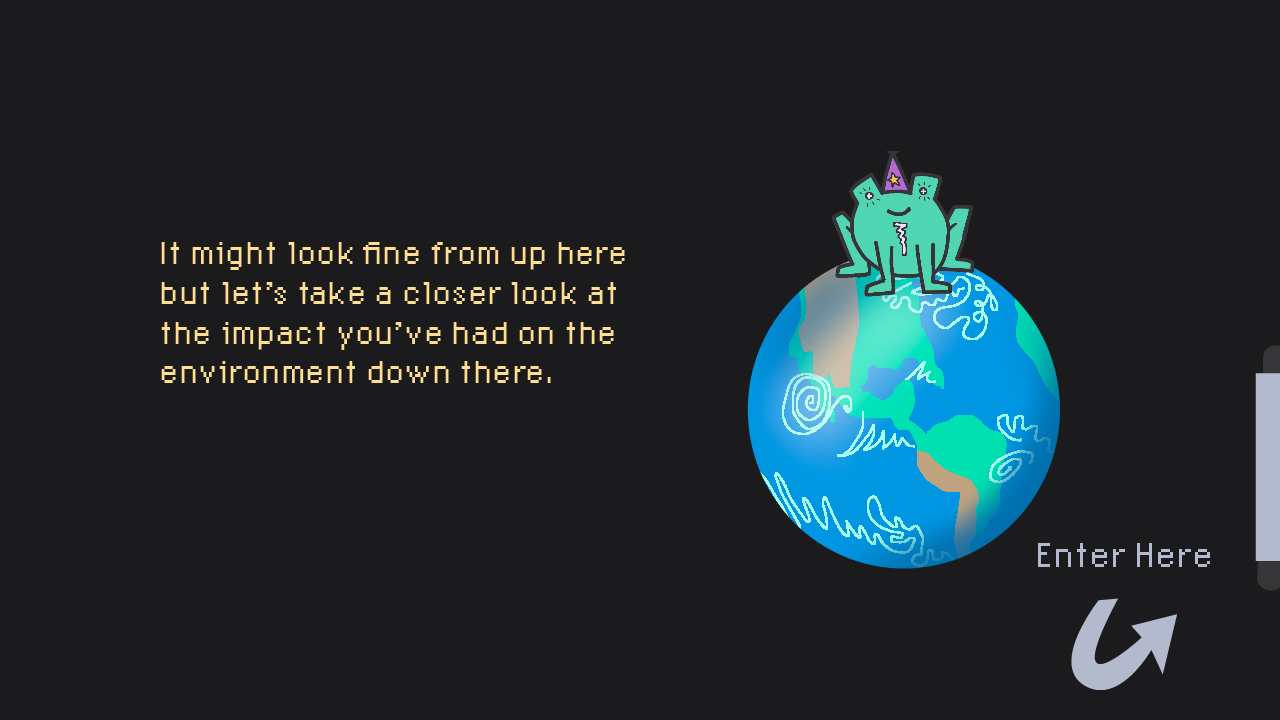 It might look fine from up here
but let's take a closer look at
the impact you've had on the
environment down there.
Enter Here